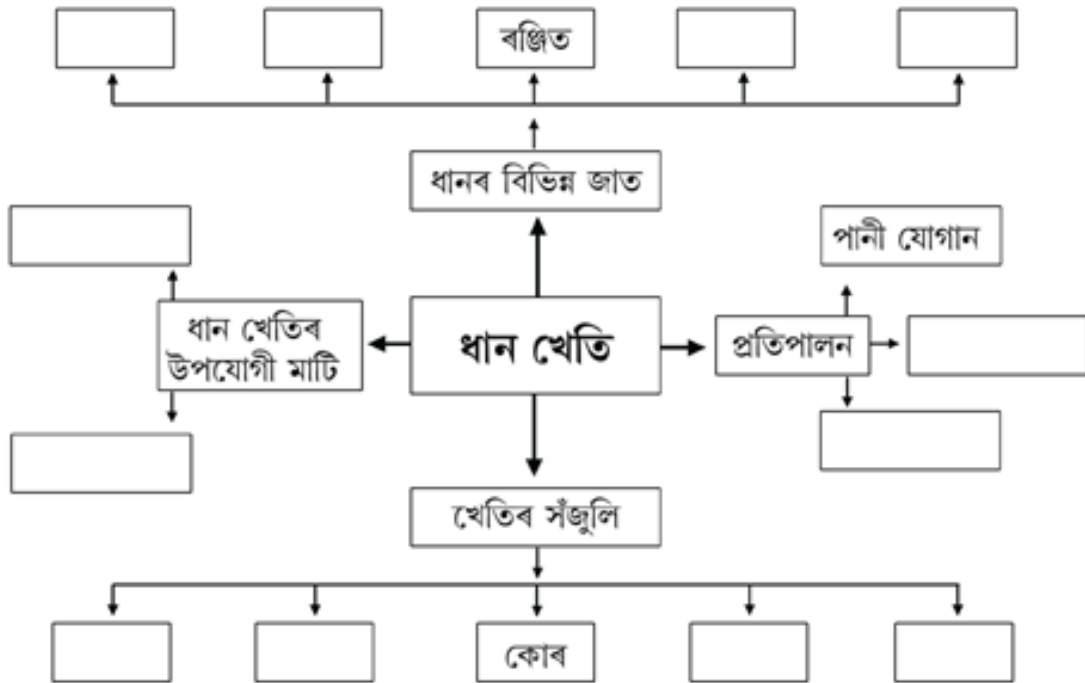 ৰঞ্জিত
ধানৰ বিভিন্ন জাত
পানী যোগান
ধান খেতিৰ
উপযোগী মাটি
ধান খেতি
প্ৰতিপালন
খেতিৰ সঁজুলি
কোৰ